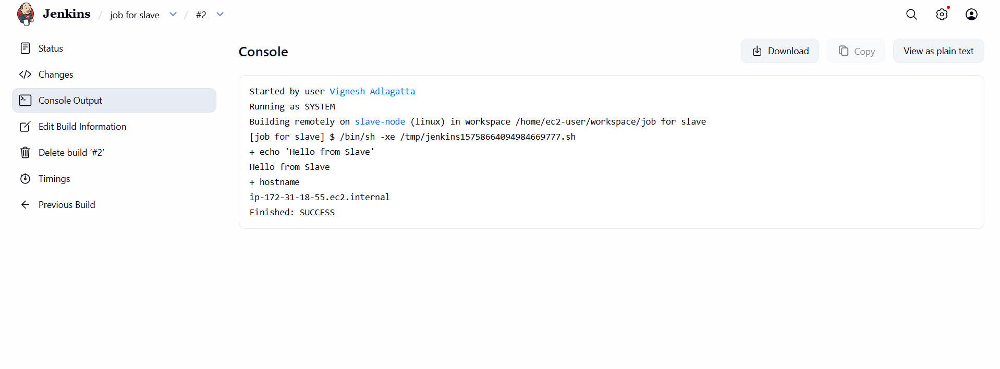 Jenkins / job for slave / #2
Status
Changes
Console Output
Edit Build Information
Delete build ‘#2’
Timings
Previous Build
Console
Download
Copy
View as plain text
Started by user Vignesh Adlagatta
Running as SYSTEM
Building remotely on slave-node (linux) in workspace /home/ec2-user/workspace/job for slave
[job for slave] $ /bin/sh -xe /tmp/jenkins15758664094984669777.sh
+ echo 'Hello from Slave'
Hello from Slave
+ hostname
ip-172-31-18-55.ec2.internal
Finished: SUCCESS